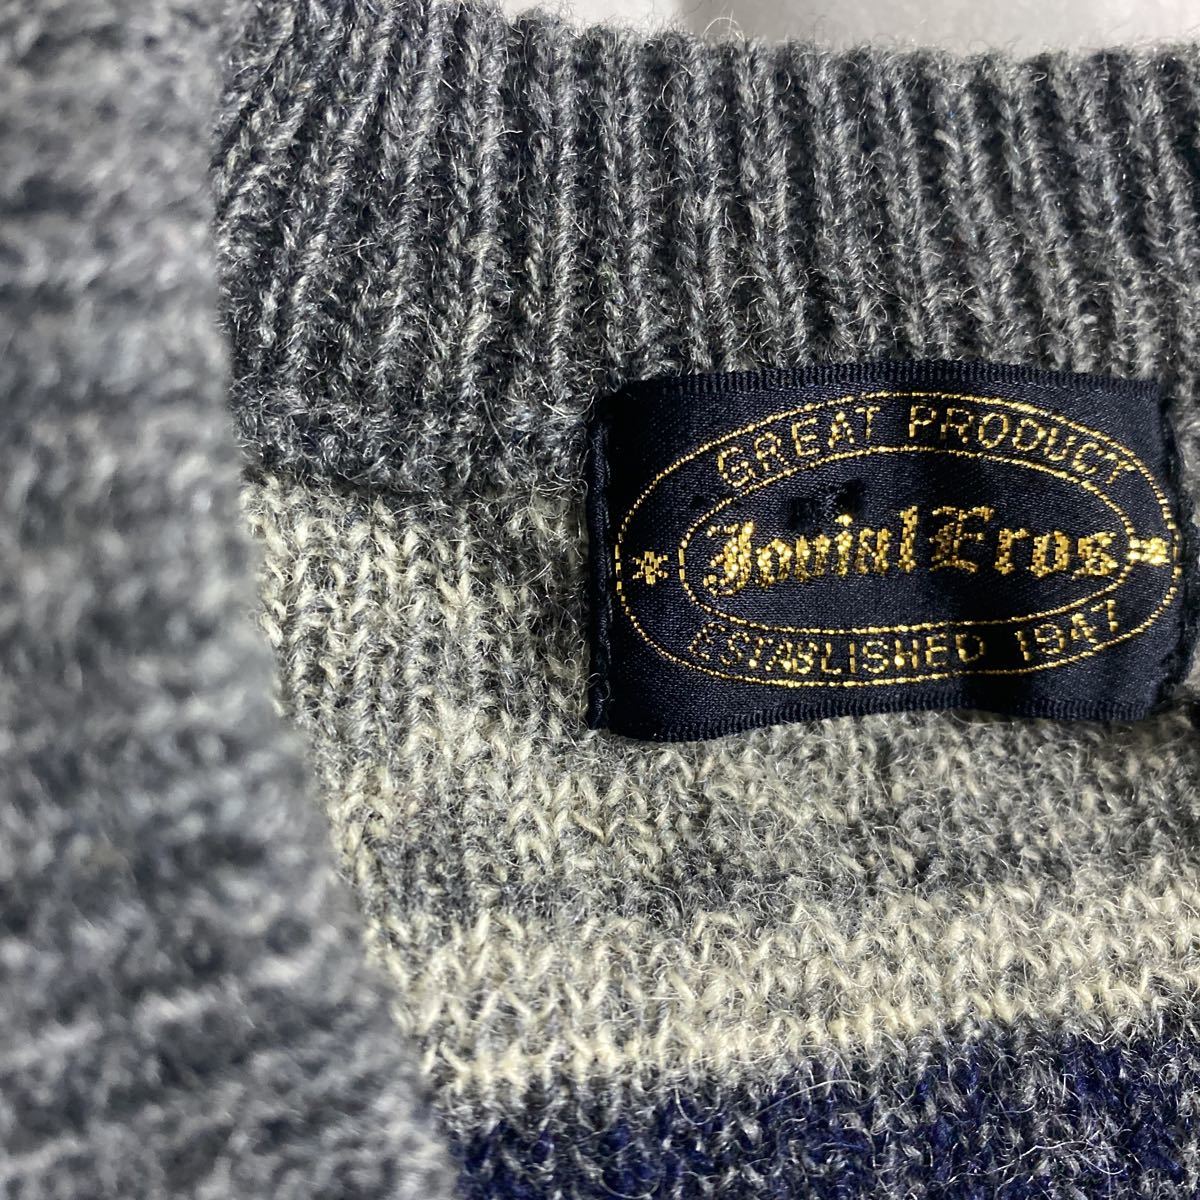 GREAT PRODUCT
Jovial Eros
ESTABLISHED 1947